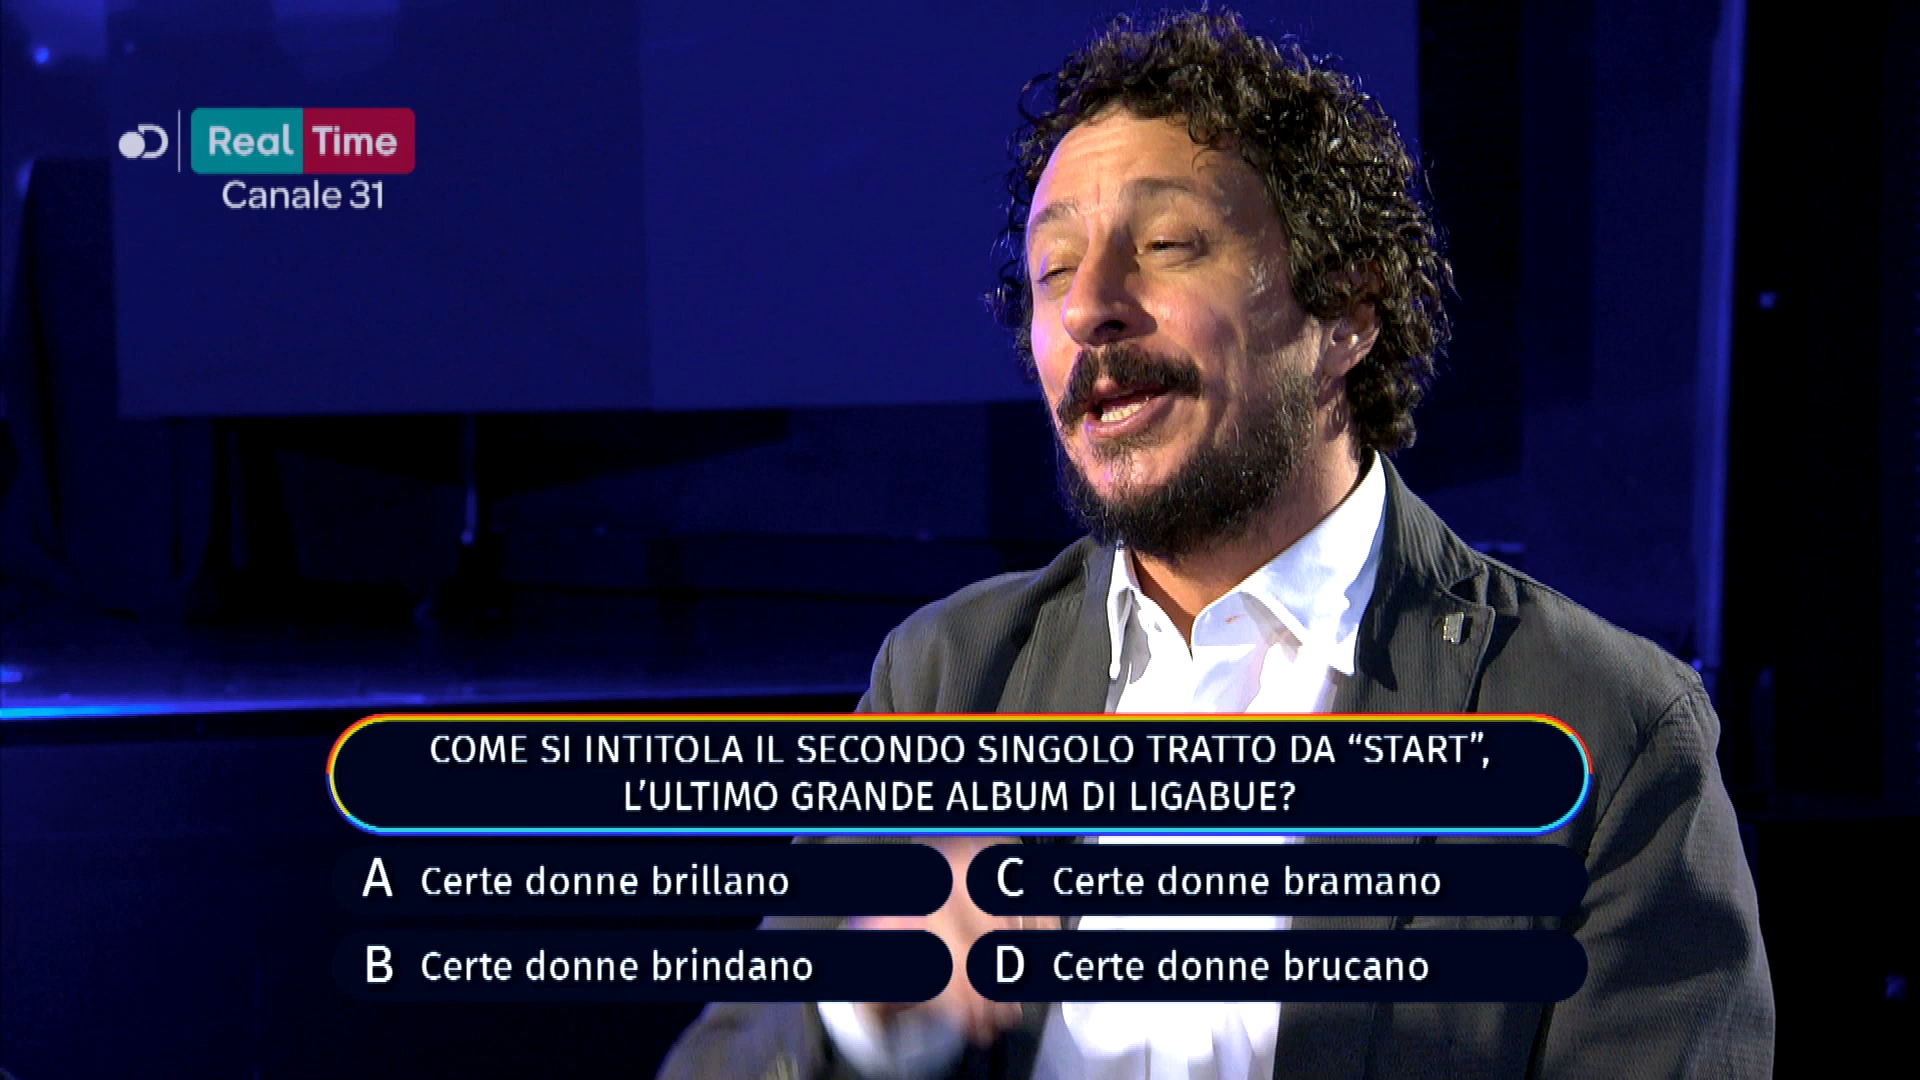 Real Time
Canale 31
COME SI INTITOLA IL SECONDO SINGOLO TRATTO DA “START”,
L’ULTIMO GRANDE ALBUM DI LIGABUE?
A Certe donne brillano
C Certe donne bramano
B Certe donne brindano
D Certe donne brucano